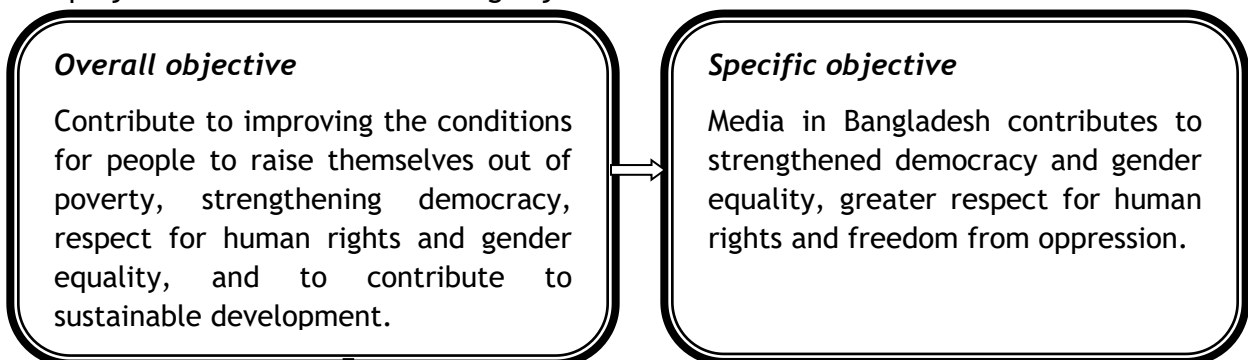 Overall objective
Contribute to improving the conditions
for people to raise themselves out of
poverty, strengthening democracy,
respect for human rights and gender
equality, and to contribute to
sustainable development.
Specific objective
Media in Bangladesh contributes to
strengthened democracy and gender
equality, greater respect for human
rights and freedom from oppression.